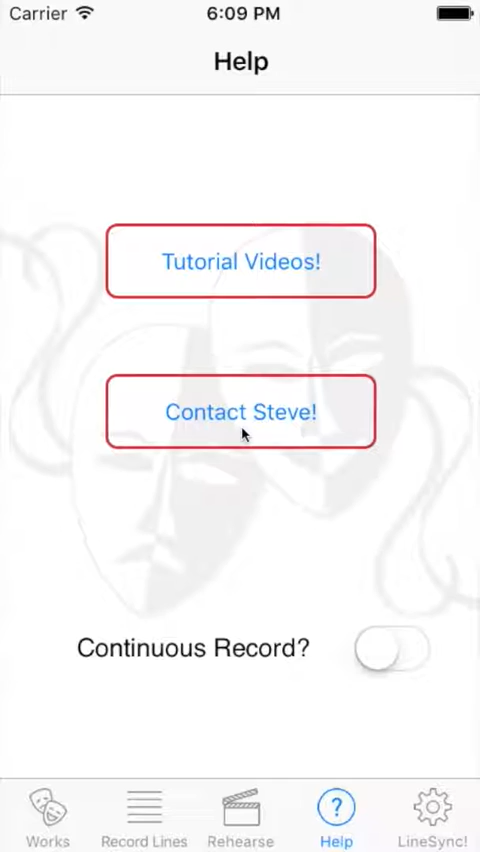 Carrier 6:09 PM
Help
Tutorial Videos!
Contact Steve!
Continuous Record?
Works Record Lines Rehearse Help LineSync!